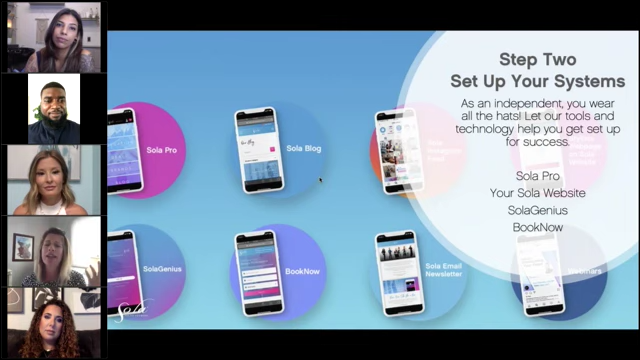 Step Two
Set Up Your Systems
As an independent, you wear
all the hats! Let our tools and
technology help you get set up
for success.
Sola Pro
Your Sola Website
SolaGenius
BookNow
Sola Pro
Sola Blog
SolaGenius
BookNow
Sola Email
Newsletter
Webinars
Sola